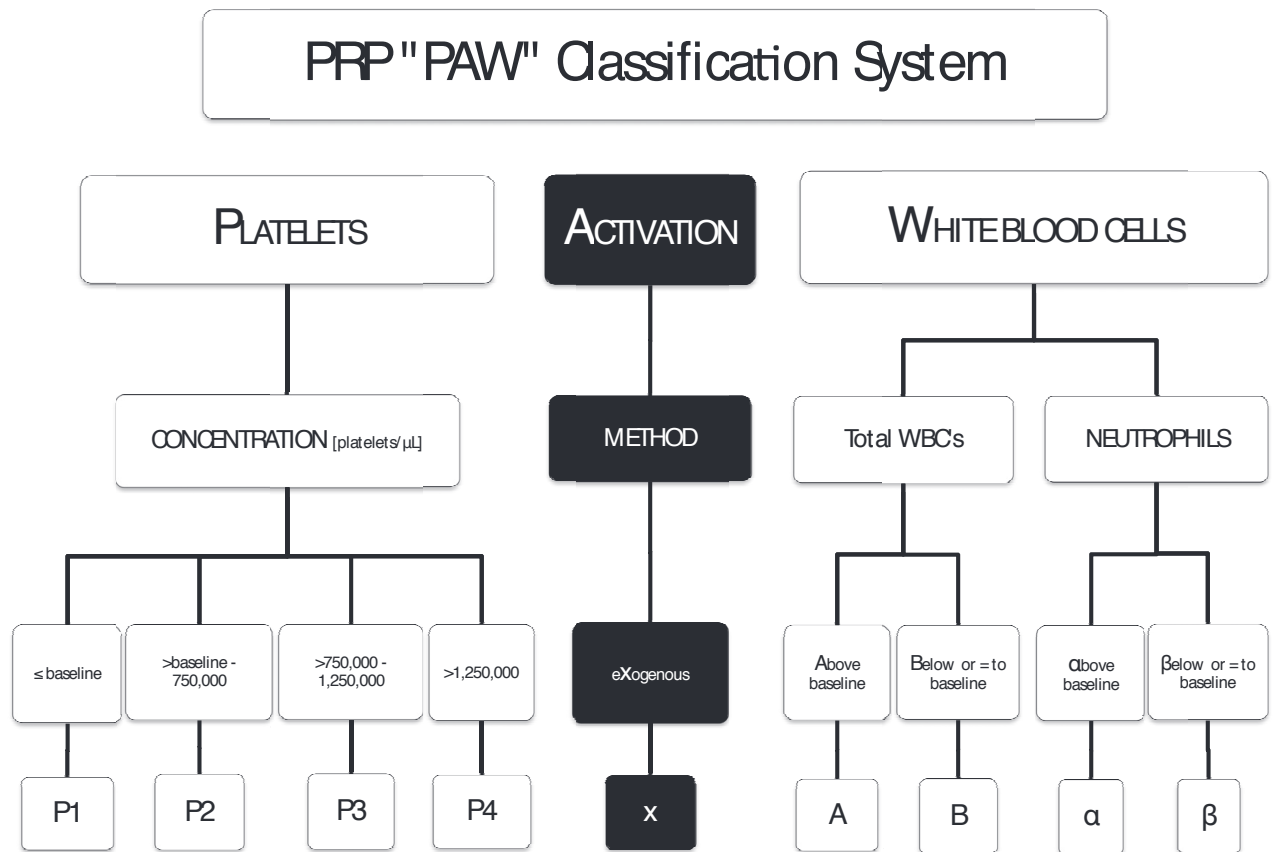 PRP "PAW" Classification System
PLATELETS
ACTIVATION
WHITE BLOOD CELLS
CONCENTRATION [platelets/µL]
METHOD
Total WBC's
NEUTROPHILS
≤ baseline
>baseline -
750,000
>750,000 -
1,250,000
>1,250,000
eXogenous
Above
baseline
Below or = to
baseline
αbove
baseline
βelow or = to
baseline
P1
P2
P3
P4
x
A
B
α
β